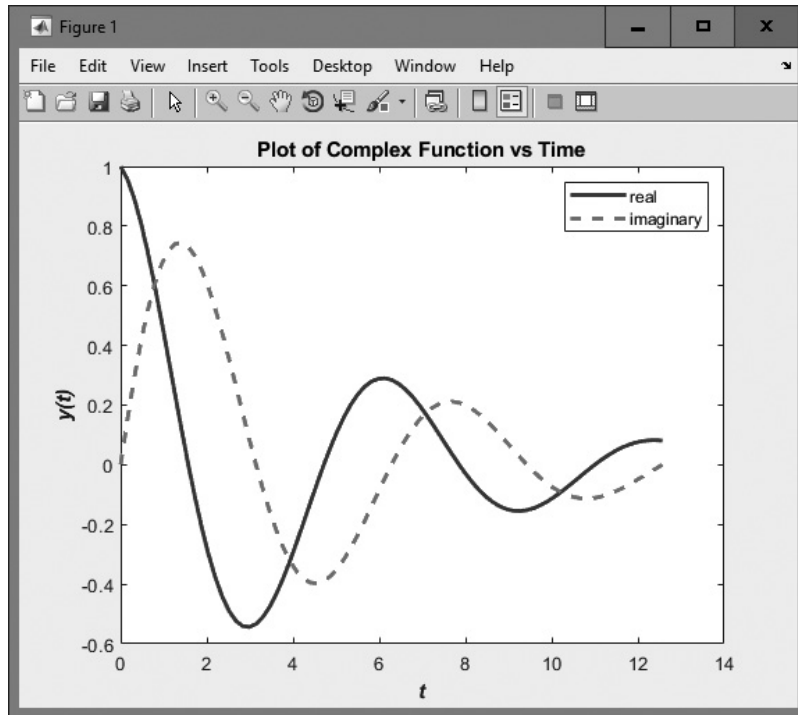 Figure 1
File Edit View Insert Tools Desktop Window Help
Plot of Complex Function vs Time
real
imaginary
1
0.8
0.6
0.4
0.2
0
-0.2
-0.4
-0.6
y(t)
0 2 4 6 8 10 12 14
t